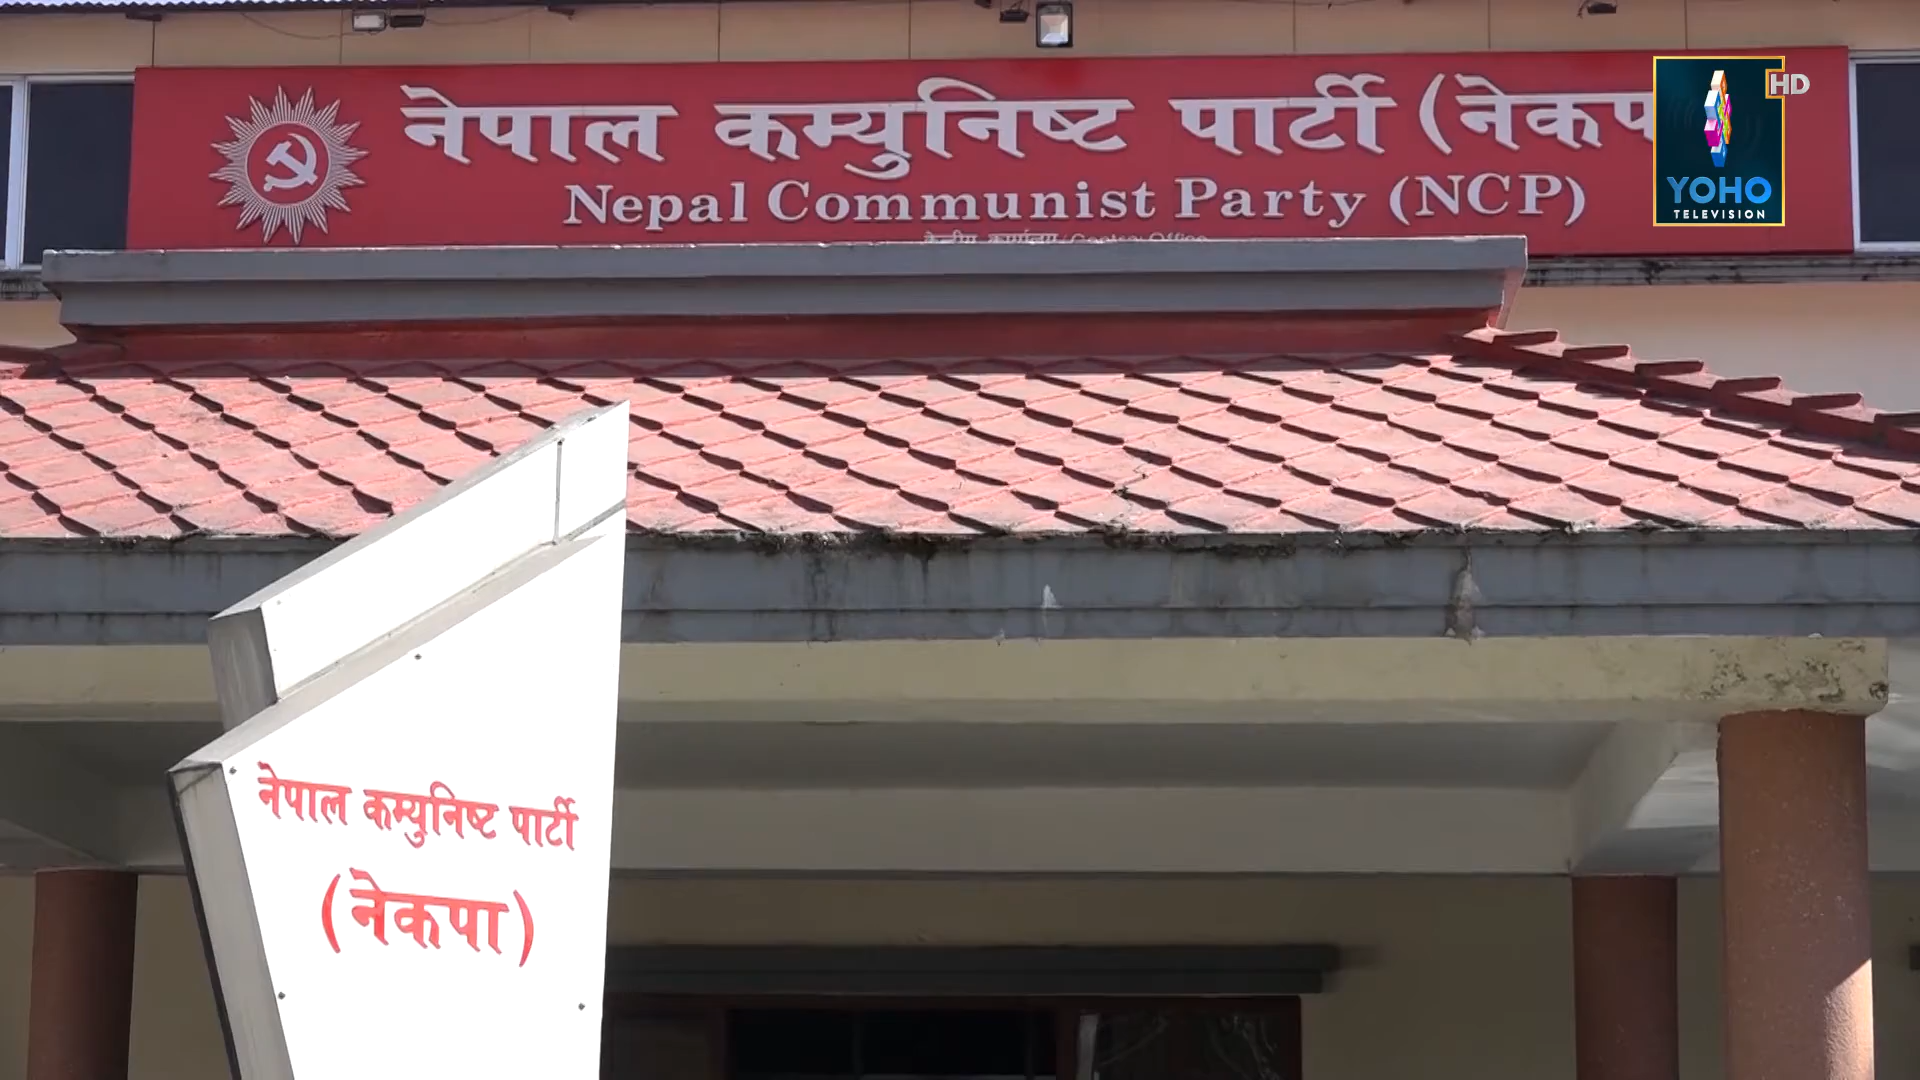 नेपाल कम्युनिष्ट पार्टी (नेकप
Nepal Communist Party (NCP)
HD
YOHO
TELEVISION
नेपाल कम्युनिष्ट पार्टी
(नेकपा)